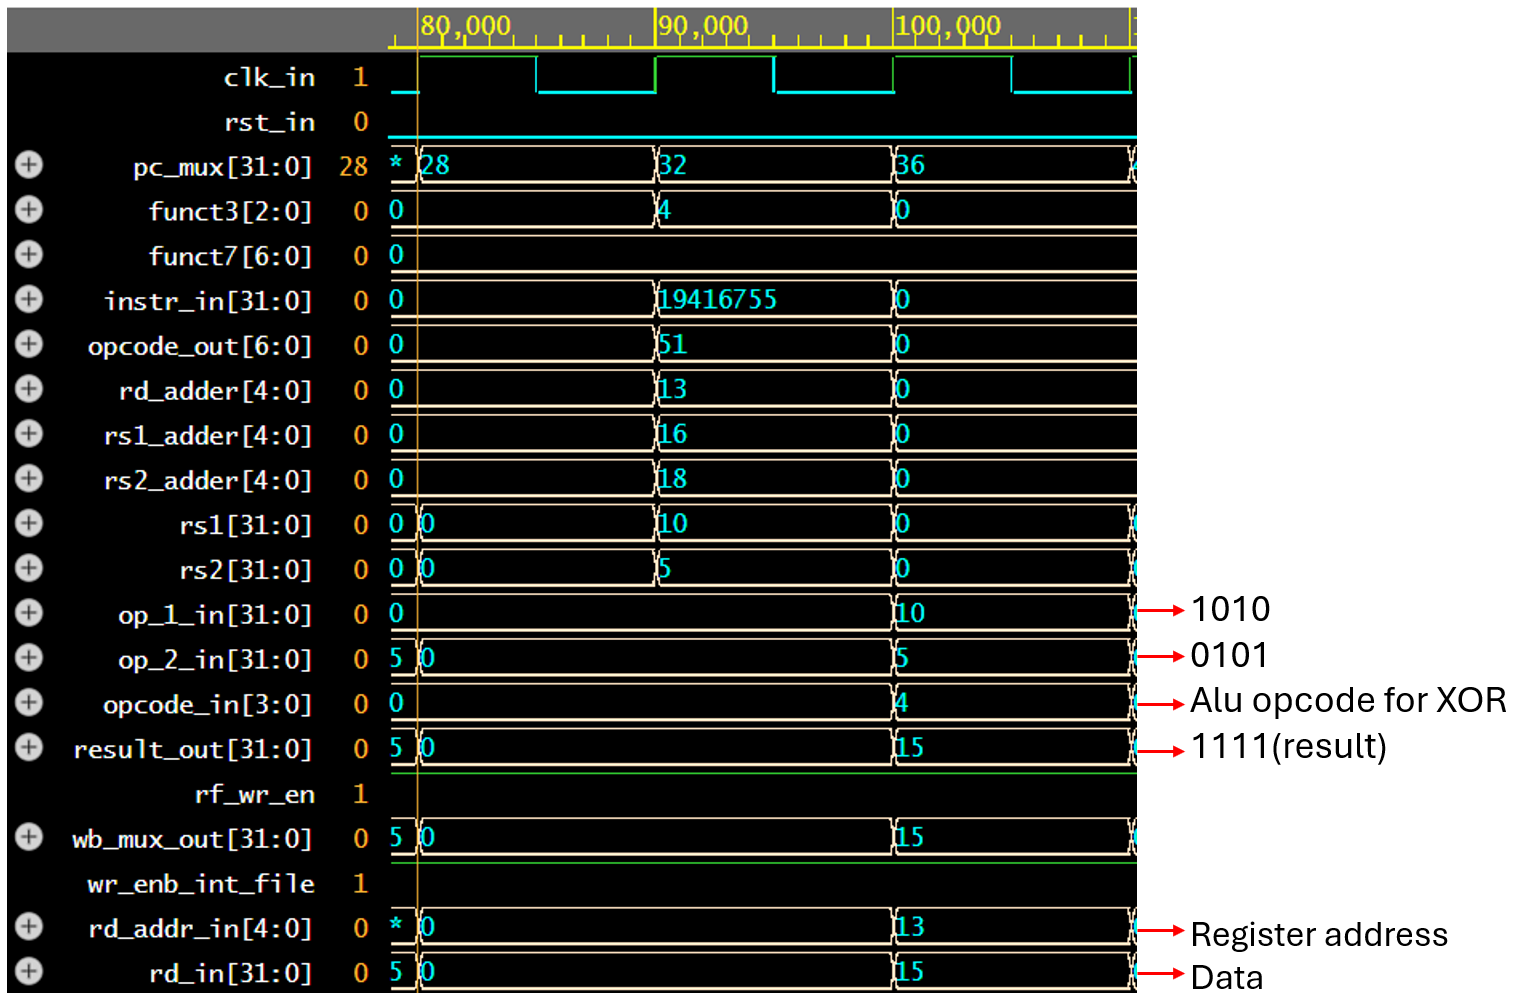 80,000 90,000 100,000
clk_in 1
rst_in 0
pc_mux[31:0] 28 * 28 32 36
funct3[2:0] 0 0 4 0
funct7[6:0] 0 0
instr_in[31:0] 0 0 19416755 0
opcode_out[6:0] 0 0 51 0
rd_adder[4:0] 0 0 13 0
rs1_adder[4:0] 0 0 16 0
rs2_adder[4:0] 0 0 18 0
rs1[31:0] 0 0 0 10 0
rs2[31:0] 0 0 0 5 0
op_1_in[31:0] 0 0 10 1010
op_2_in[31:0] 0 5 0 5 0101
opcode_in[3:0] 0 0 4 Alu opcode for XOR
result_out[31:0] 0 5 0 15 1111(result)
rf_wr_en 1
wb_mux_out[31:0] 0 5 0 15
wr_enb_int_file 1
rd_addr_in[4:0] 0 * 0 13 Register address
rd_in[31:0] 0 5 0 15 Data